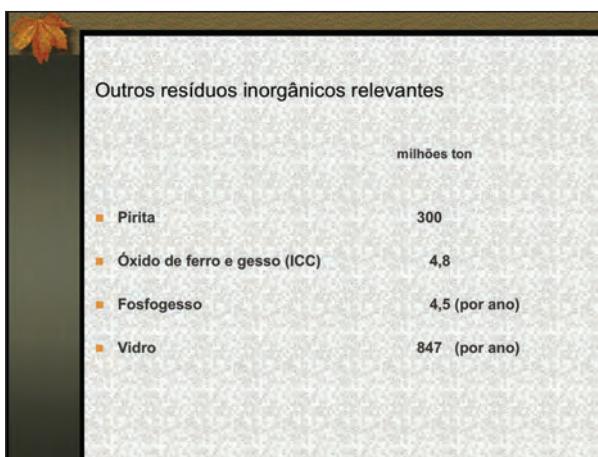 Outros resíduos inorgânicos relevantes
milhões ton
Pirita 300
Óxido de ferro e gesso (ICC) 4,8
Fosfogesso 4,5 (por ano)
Vidro 847 (por ano)